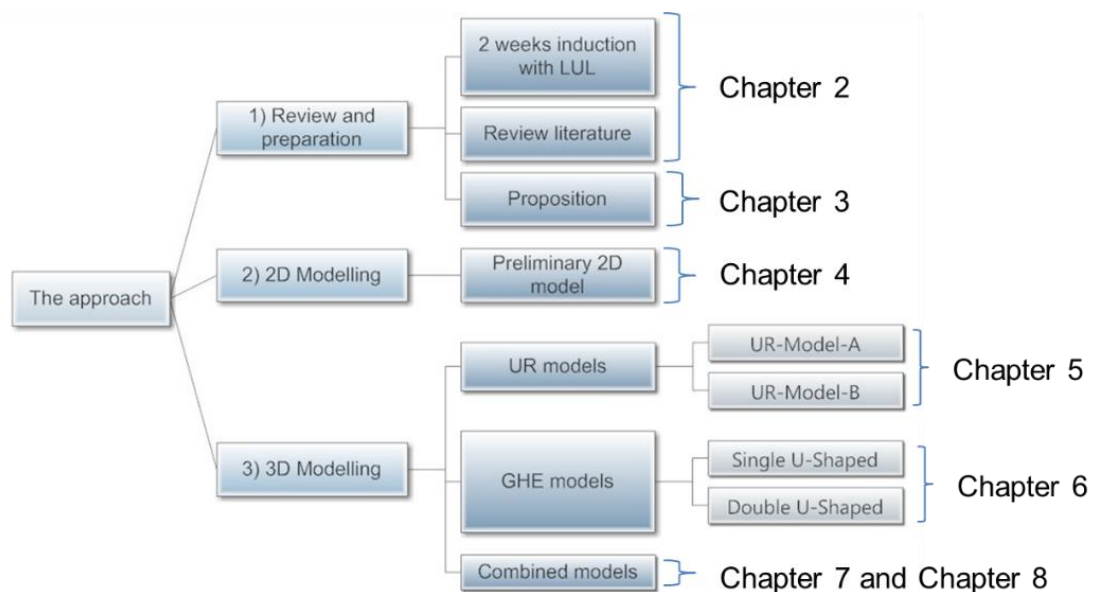 2 weeks induction
with LUL
Chapter 2
1) Review and
preparation
Review literature
Proposition
Chapter 3
2) 2D Modelling
Preliminary 2D
model
Chapter 4
The approach
UR models
UR-Model-A
UR-Model-B
Chapter 5
3) 3D Modelling
GHE models
Single U-Shaped
Double U-Shaped
Chapter 6
Combined models
Chapter 7 and Chapter 8